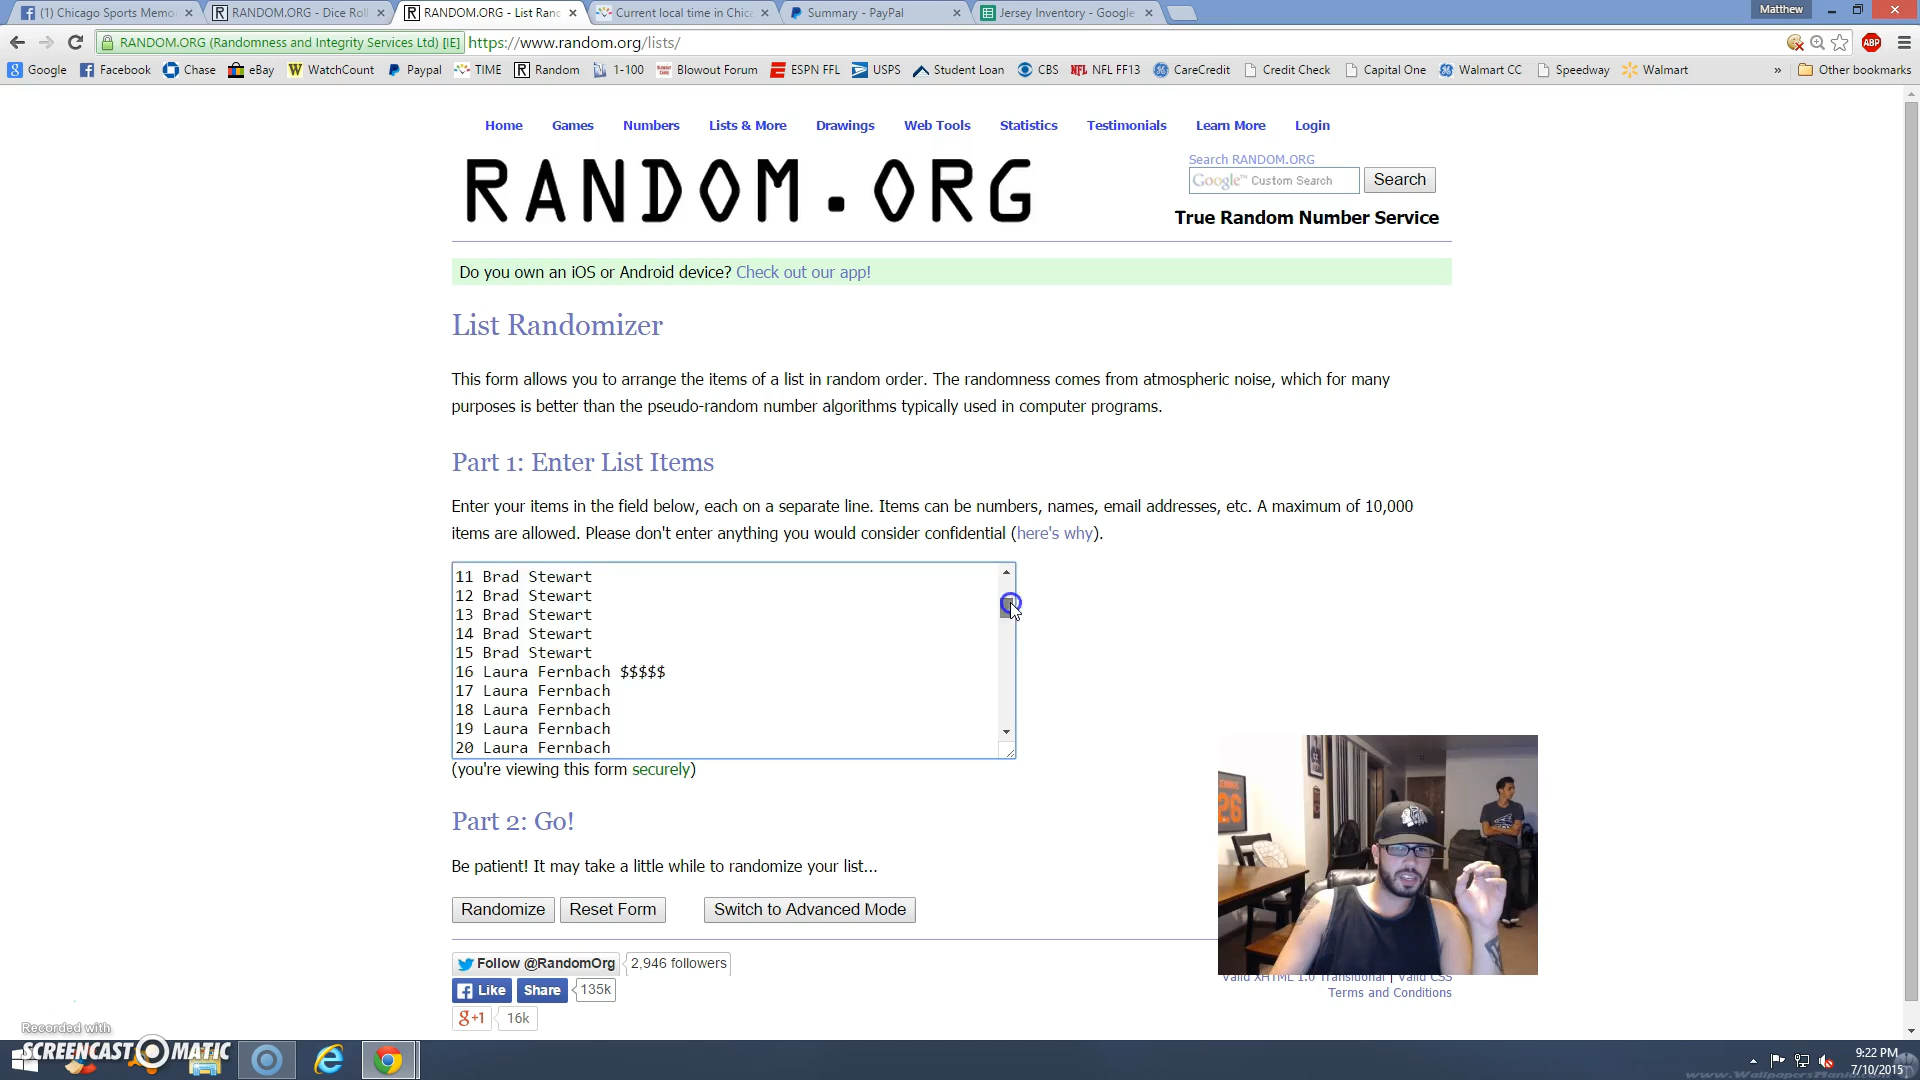 (1) Chicago Sports Memo
RANDOM.ORG - Dice Roll
RANDOM.ORG - List Rand
Current local time in Chica
Summary - PayPal
Jersey Inventory - Google
Matthew
RANDOM.ORG (Randomness and Integrity Services Ltd) [IE]
https://www.random.org/lists/
ABP
Google
Facebook
Chase
eBay
WatchCount
Paypal
TIME
Random
1-100
Blowout Forum
ESPN FFL
USPS
Student Loan
CBS
NFL FF13
CareCredit
Credit Check
Capital One
Walmart CC
Speedway
Walmart
»
Other bookmarks
Home Games Numbers Lists & More Drawings Web Tools Statistics Testimonials Learn More Login
RANDOM.ORG
Search RANDOM.ORG
Google™ Custom Search
Search
True Random Number Service
Do you own an iOS or Android device? Check out our app!
List Randomizer
This form allows you to arrange the items of a list in random order. The randomness comes from atmospheric noise, which for many
purposes is better than the pseudo-random number algorithms typically used in computer programs.
Part 1: Enter List Items
Enter your items in the field below, each on a separate line. Items can be numbers, names, email addresses, etc. A maximum of 10,000
items are allowed. Please don't enter anything you would consider confidential (here's why).
11 Brad Stewart
12 Brad Stewart
13 Brad Stewart
14 Brad Stewart
15 Brad Stewart
16 Laura Fernbach $$$$$
17 Laura Fernbach
18 Laura Fernbach
19 Laura Fernbach
20 Laura Fernbach
(you're viewing this form securely)
Part 2: Go!
Be patient! It may take a little while to randomize your list...
Randomize
Reset Form
Switch to Advanced Mode
26
Follow @RandomOrg
2,946 followers
Like
Share
135k
g+1
16k
Valid XHTML 1.0 Transitional | Valid CSS
Terms and Conditions
Recorded with
SCREENCAST O MATIC
9:22 PM
7/10/2015